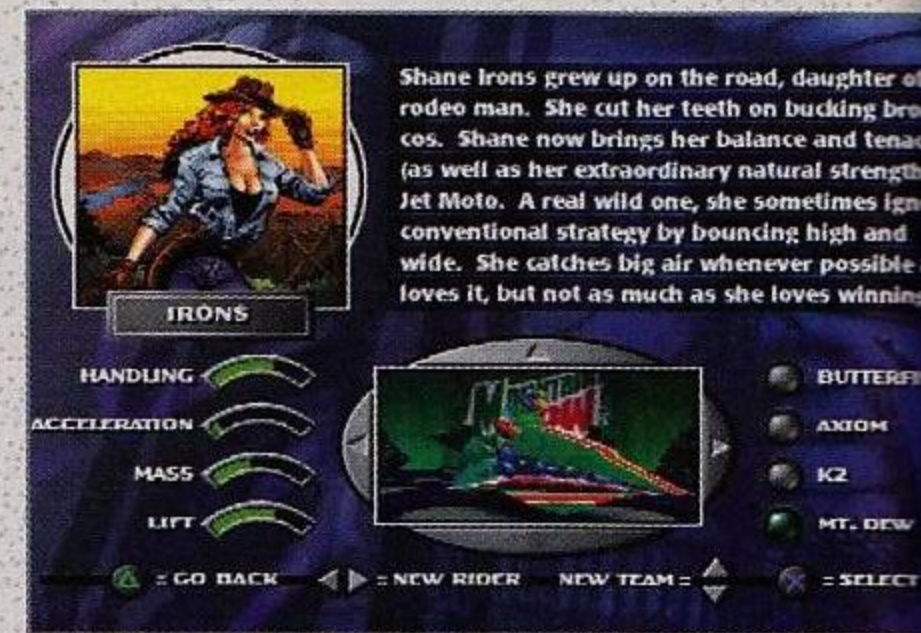 Shane Irons grew up on the road, daughter o
rodeo man. She cut her teeth on bucking bro
cos. Shane now brings her balance and tenac
(as well as her extraordinary natural strength
Jet Moto. A real wild one, she sometimes ign
conventional strategy by bouncing high and
wide. She catches big air whenever possible
loves it, but not as much as she loves winnin
IRONS
HANDLING
ACCELERATION
MASS
LIFT
BUTTERFI
AXIOM
K2
MT. DEW
= GO BACK
= NEW RIDER
NEW TEAM =
= SELECT